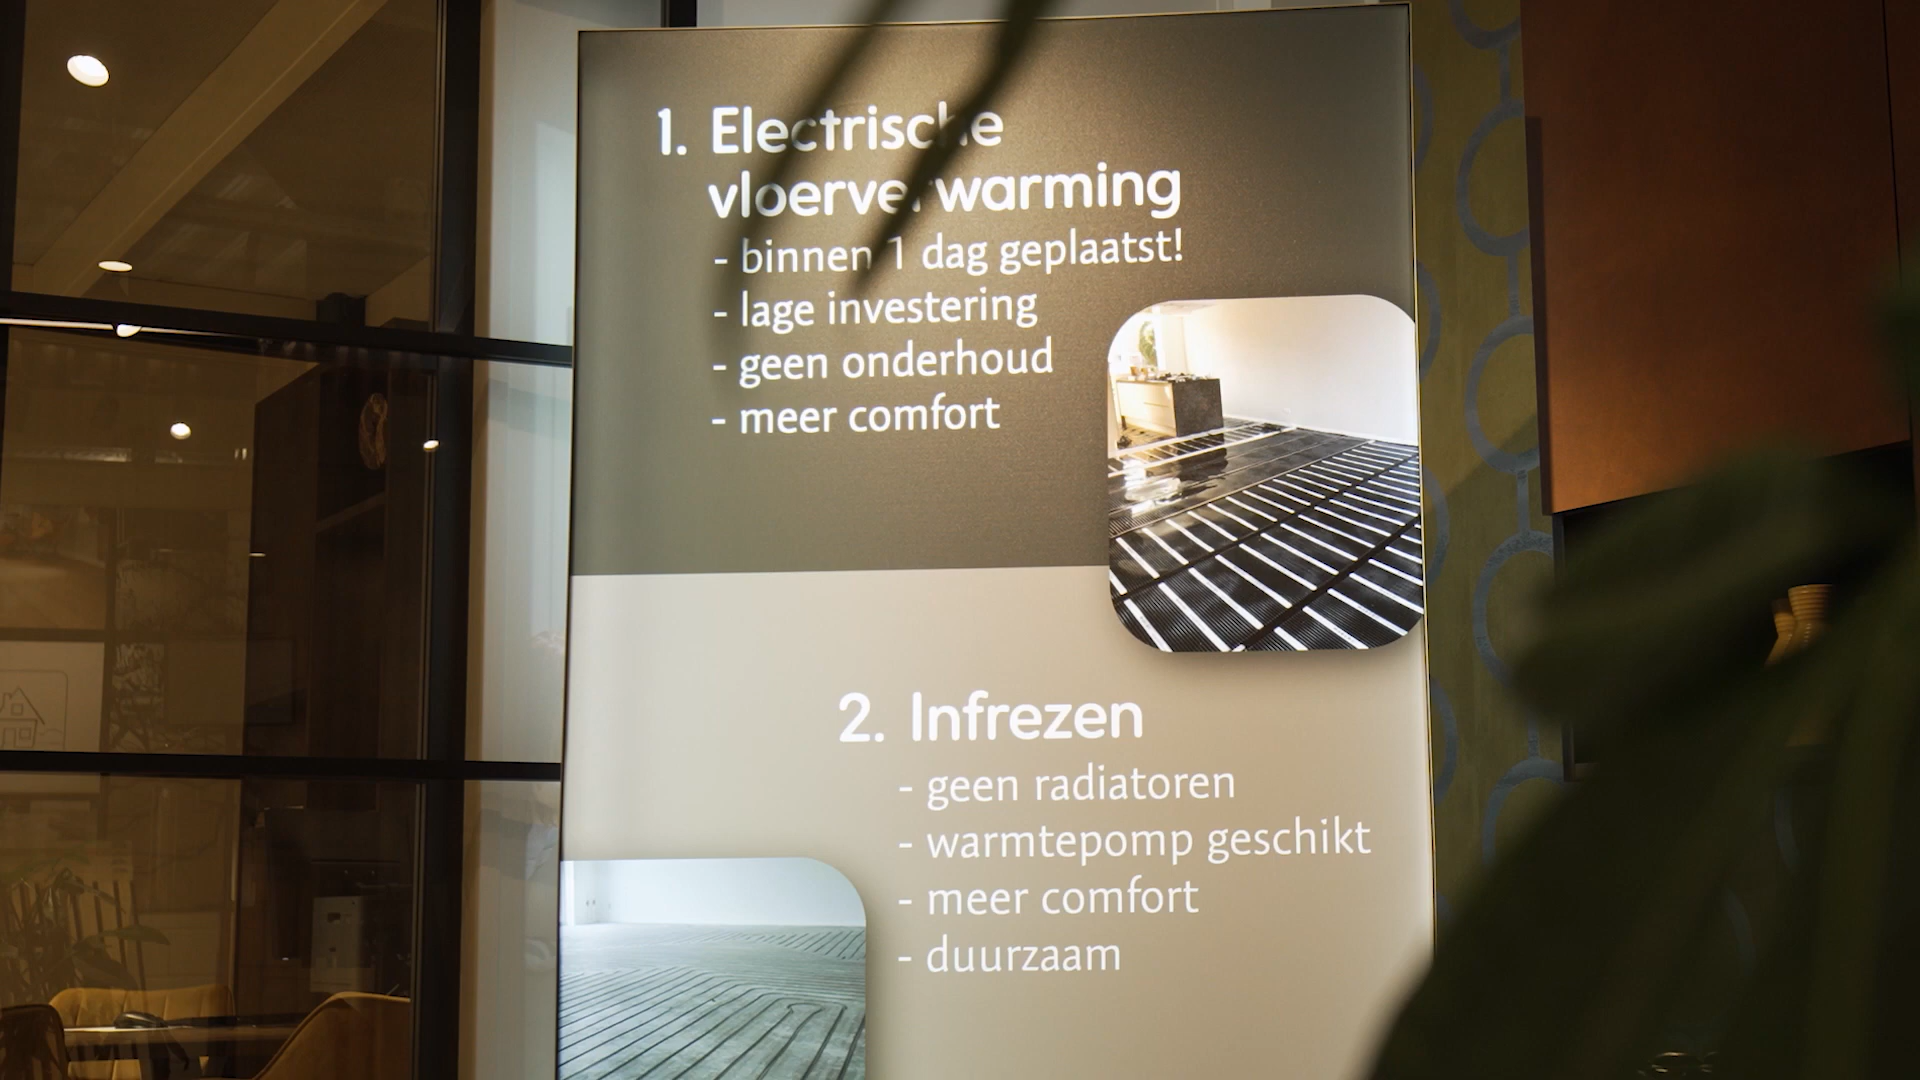 1. Electrische
vloerverwarming
- binnen 1 dag geplaatst!
- lage investering
- geen onderhoud
- meer comfort
2. Infrezen
- geen radiatoren
- warmtepomp geschikt
- meer comfort
- duurzaam